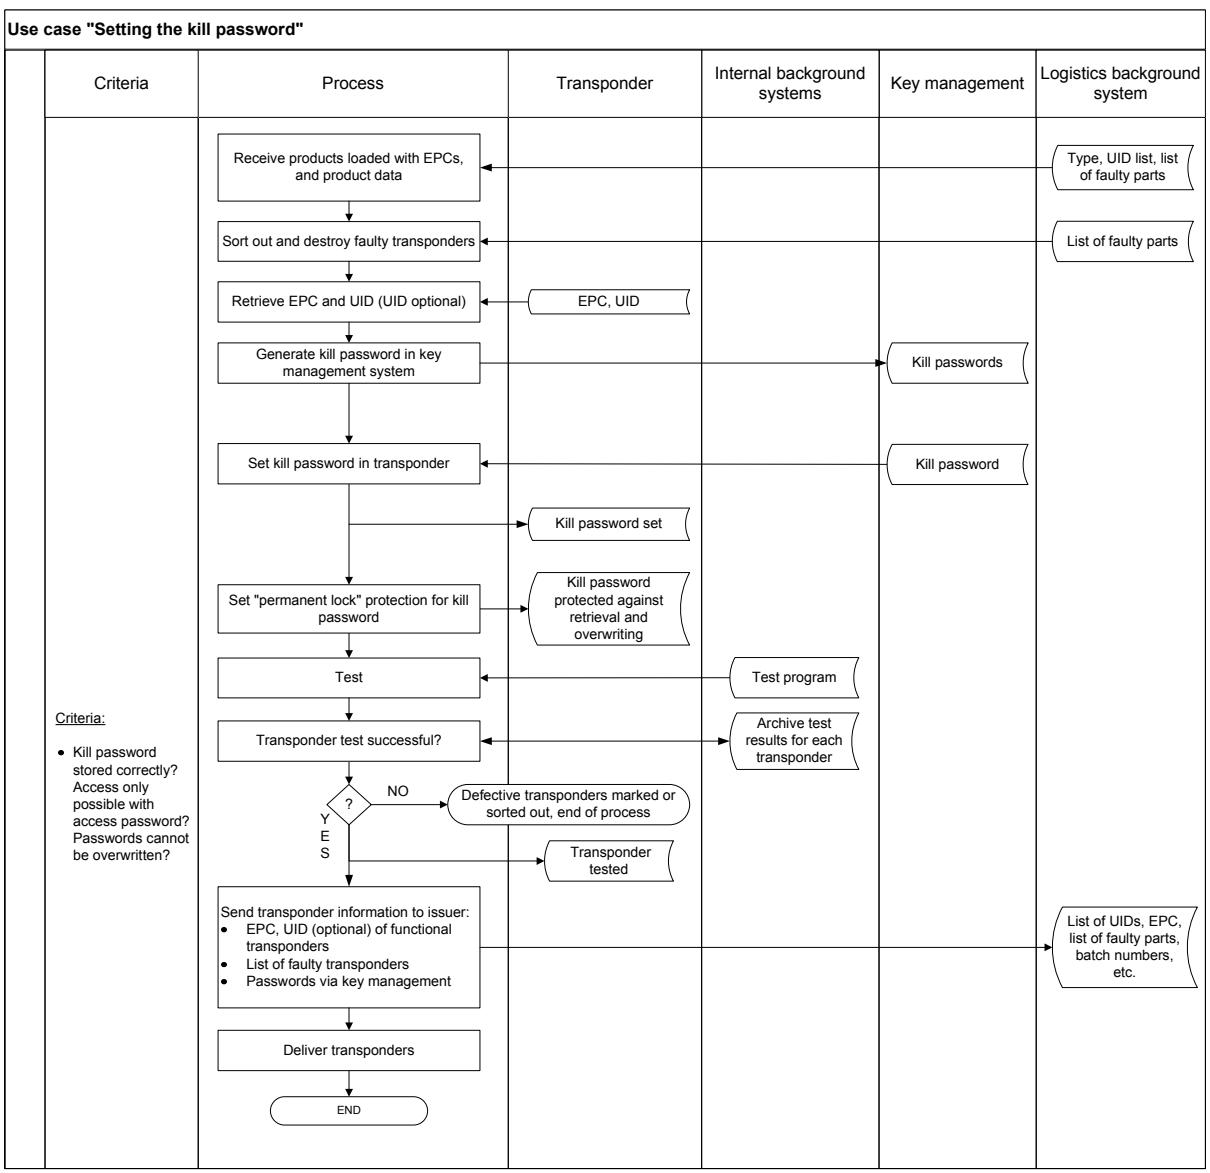 Use case "Setting the kill password"
Criteria
Process
Transponder
Internal background
systems
Key management
Logistics background
system
Receive products loaded with EPCs,
and product data
Type, UID list, list
of faulty parts
Sort out and destroy faulty transponders
List of faulty parts
Retrieve EPC and UID (UID optional)
EPC, UID
Generate kill password in key
management system
Kill passwords
Set kill password in transponder
Kill password
Kill password set
Set "permanent lock" protection for kill
password
Kill password
protected against
retrieval and
overwriting
Test
Test program
Criteria:
• Kill password
stored correctly?
Access only
possible with
access password?
Passwords cannot
be overwritten?
Transponder test successful?
Archive test
results for each
transponder
?
NO
Defective transponders marked or
sorted out, end of process
Y
E
S
Transponder
tested
Send transponder information to issuer:
• EPC, UID (optional) of functional
transponders
• List of faulty transponders
• Passwords via key management
List of UIDs, EPC,
list of faulty parts,
batch numbers,
etc.
Deliver transponders
END